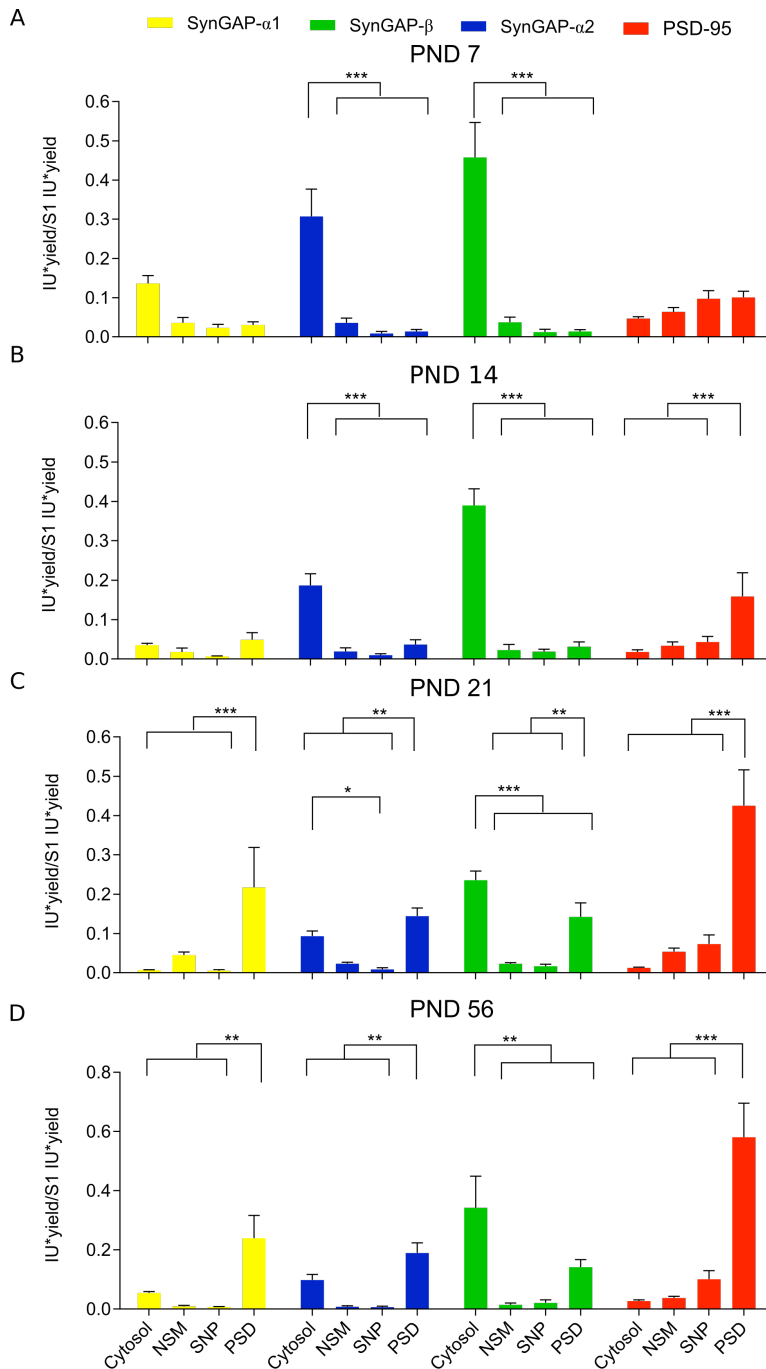 A
SynGAP-α1 SynGAP-β SynGAP-α2 PSD-95
PND 7
*** ***
0.6
0.5
0.4
0.3
0.2
0.1
0.0
IU*yield/S1 IU*yield
B
PND 14
*** *** ***
0.6
0.5
0.4
0.3
0.2
0.1
0.0
IU*yield/S1 IU*yield
C
PND 21
*** ** ** ***
* ***
0.6
0.5
0.4
0.3
0.2
0.1
0.0
IU*yield/S1 IU*yield
D
PND 56
** ** ** ***
0.8
0.6
0.4
0.2
0.0
IU*yield/S1 IU*yield
Cytosol NSM SNP PSD Cytosol NSM SNP PSD Cytosol NSM SNP PSD Cytosol NSM SNP PSD